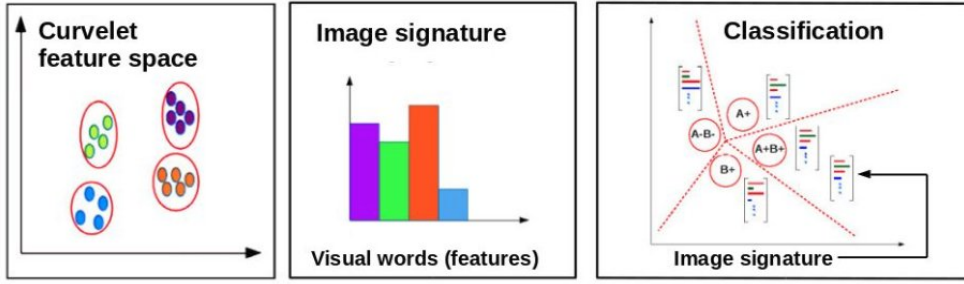 Curvelet
feature space
Image signature
Visual words (features)
Classification
A+
A-B-
A+B+
B+
Image signature